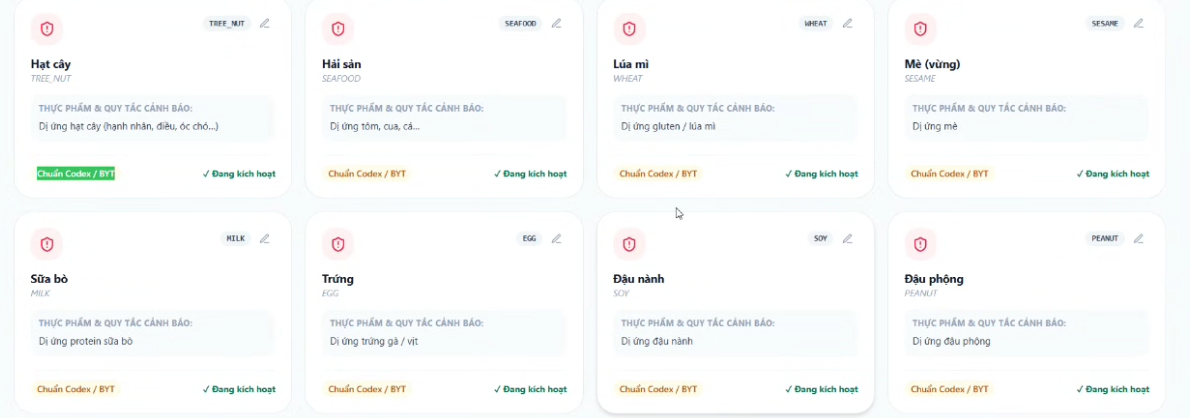 TREE_NUT
Hạt cây
TREE_NUT
THỰC PHẨM & QUY TẮC CẢNH BÁO:
Dị ứng hạt cây (hạnh nhân, điều, óc chó...)
Chuẩn Codex / BYT ✓ Đang kích hoạt
SEAFOOD
Hải sản
SEAFOOD
THỰC PHẨM & QUY TẮC CẢNH BÁO:
Dị ứng tôm, cua, cá...
Chuẩn Codex / BYT ✓ Đang kích hoạt
WHEAT
Lúa mì
WHEAT
THỰC PHẨM & QUY TẮC CẢNH BÁO:
Dị ứng gluten / lúa mì
Chuẩn Codex / BYT ✓ Đang kích hoạt
SESAME
Mè (vừng)
SESAME
THỰC PHẨM & QUY TẮC CẢNH BÁO:
Dị ứng mè
Chuẩn Codex / BYT ✓ Đang kích hoạt
MILK
Sữa bò
MILK
THỰC PHẨM & QUY TẮC CẢNH BÁO:
Dị ứng protein sữa bò
Chuẩn Codex / BYT ✓ Đang kích hoạt
EGG
Trứng
EGG
THỰC PHẨM & QUY TẮC CẢNH BÁO:
Dị ứng trứng gà / vịt
Chuẩn Codex / BYT ✓ Đang kích hoạt
SOY
Đậu nành
SOY
THỰC PHẨM & QUY TẮC CẢNH BÁO:
Dị ứng đậu nành
Chuẩn Codex / BYT ✓ Đang kích hoạt
PEANUT
Đậu phộng
PEANUT
THỰC PHẨM & QUY TẮC CẢNH BÁO:
Dị ứng đậu phộng
Chuẩn Codex / BYT ✓ Đang kích hoạt